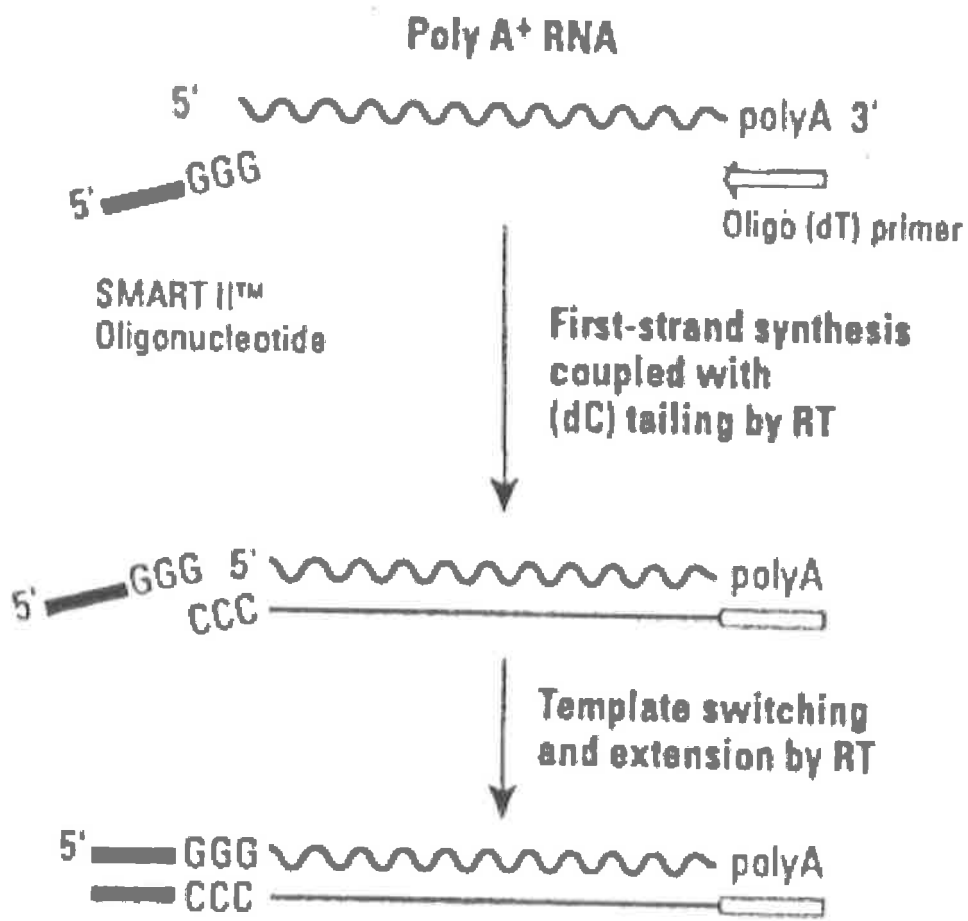 Poly A⁺ RNA
5' polyA 3'
5' GGG
Oligo (dT) primer
SMART II™
Oligonucleotide
First-strand synthesis
coupled with
(dC) tailing by RT
5' GGG 5' polyA
CCC
Template switching
and extension by RT
5' GGG polyA
CCC